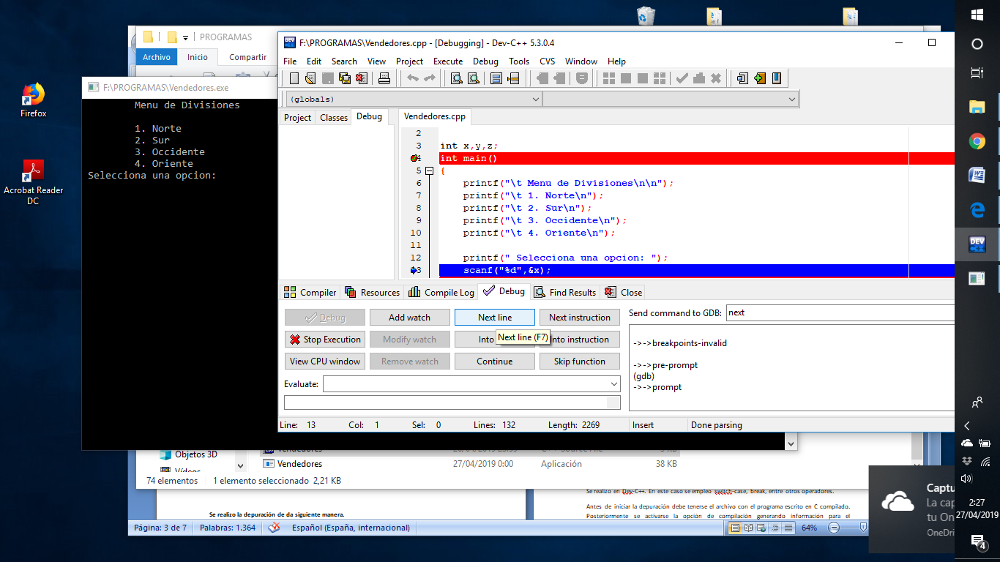 Firefox
Acrobat Reader
DC
PROGRAMAS
Archivo
Inicio
Compartir
F:\PROGRAMAS\Vendedores.exe
Menu de Divisiones
1. Norte
2. Sur
3. Occidente
4. Oriente
Selecciona una opcion:
F:\PROGRAMAS\Vendedores.cpp - [Debugging] - Dev-C++ 5.3.0.4
File Edit Search View Project Execute Debug Tools CVS Window Help
(globals)
Project Classes Debug
Vendedores.cpp
2
3 int x,y,z;
4 int main()
5 {
6 printf("\t Menu de Divisiones\n\n");
7 printf("\t 1. Norte\n");
8 printf("\t 2. Sur\n");
9 printf("\t 3. Occidente\n");
10 printf("\t 4. Oriente\n");
11
12 printf(" Selecciona una opcion: ");
3 scanf("%d",&x);
Compiler Resources Compile Log Debug Find Results Close
Debug Add watch Next line Next instruction
Stop Execution Modify watch Into Into instruction
Next line (F7)
View CPU window Remove watch Continue Skip function
Evaluate:
Send command to GDB: next
->->breakpoints-invalid
->->pre-prompt
(gdb)
->->prompt
Line: 13 Col: 1 Sel: 0 Lines: 132 Length: 2269 Insert Done parsing
Objetos 3D
Vídeos
Vendedores
Vendedores 27/04/2019 0:00 Aplicación 38 KB
74 elementos 1 elemento seleccionado 2,21 KB
Se realizo la depuración de da siguiente manera.
Se realizo en Dev-C++. En este caso se empleo switch-case, break, entre otros operadores.
Antes de iniciar la depuración debe tenerse el archivo con el programa escrito en C compilado.
Posteriormente se activarse la opción de compilación generando información para el
Página: 3 de 7 Palabras: 1.364 Español (España, internacional) 64%
Captu
La cap
tu On
OneDri
DEV
2:27
27/04/2019
4